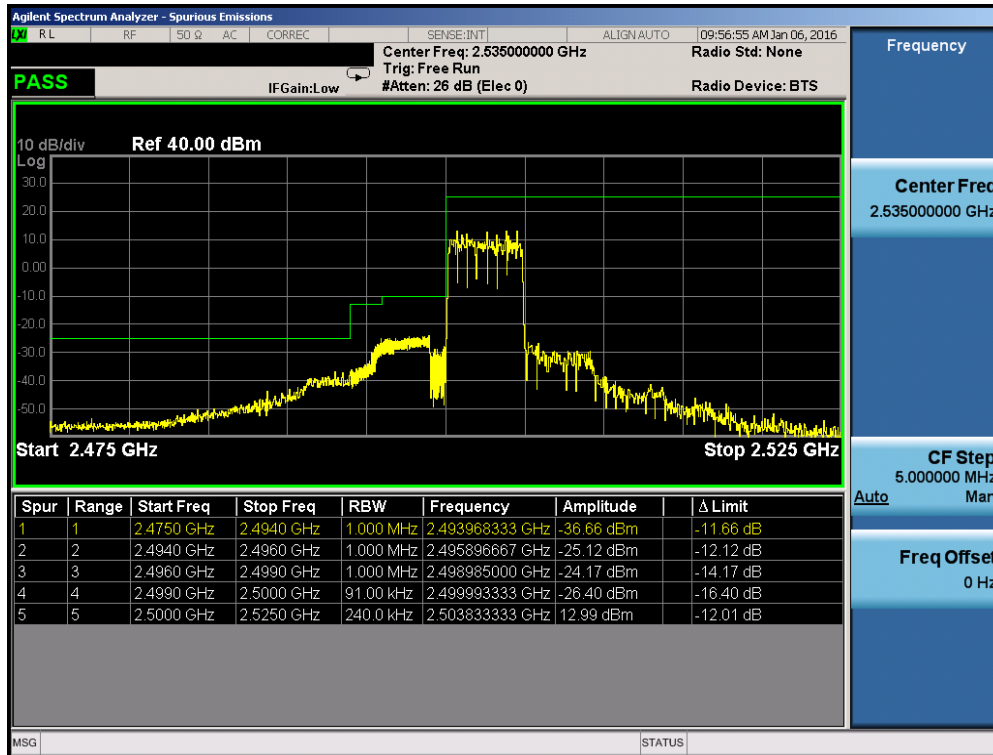 Agilent Spectrum Analyzer - Spurious Emissions
LXI RL RF 50 Ω AC CORREC SENSE:INT ALIGN AUTO 09:56:55 AM Jan 06, 2016
Center Freq: 2.535000000 GHz Radio Std: None
Trig: Free Run
PASS IFGain:Low #Atten: 26 dB (Elec 0) Radio Device: BTS
10 dB/div Ref 40.00 dBm
Log
30.0
20.0
10.0
0.00
-10.0
-20.0
-30.0
-40.0
-50.0
Start 2.475 GHz Stop 2.525 GHz
Spur Range Start Freq Stop Freq RBW Frequency Amplitude Δ Limit
1 1 2.4750 GHz 2.4940 GHz 1.000 MHz 2.493968333 GHz -36.66 dBm -11.66 dB
2 2 2.4940 GHz 2.4960 GHz 1.000 MHz 2.495896667 GHz -25.12 dBm -12.12 dB
3 3 2.4960 GHz 2.4990 GHz 1.000 MHz 2.498985000 GHz -24.17 dBm -14.17 dB
4 4 2.4990 GHz 2.5000 GHz 91.00 kHz 2.499993333 GHz -26.40 dBm -16.40 dB
5 5 2.5000 GHz 2.5250 GHz 240.0 kHz 2.503833333 GHz 12.99 dBm -12.01 dB
MSG STATUS
Frequency
Center Freq
2.535000000 GHz
CF Step
5.000000 MHz
Auto Man
Freq Offset
0 Hz